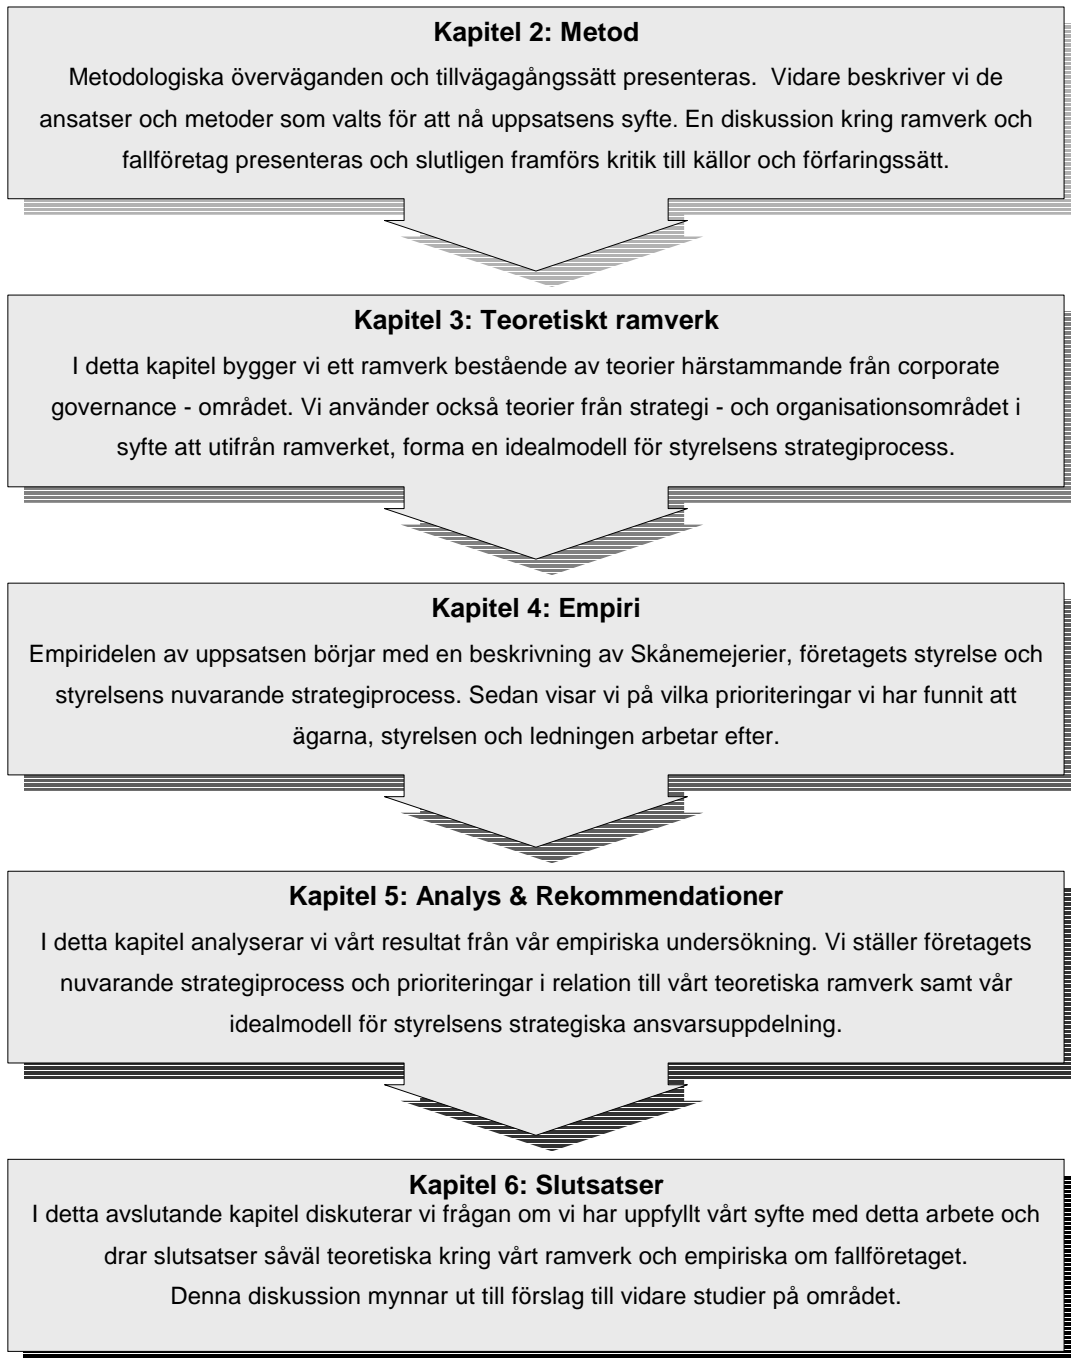 Kapitel 2: Metod
Metodologiska överväganden och tillvägagångssätt presenteras.  Vidare beskriver vi de
ansatser och metoder som valts för att nå uppsatsens syfte. En diskussion kring ramverk och
fallföretag presenteras och slutligen framförs kritik till källor och förfaringssätt.
Kapitel 3: Teoretiskt ramverk
I detta kapitel bygger vi ett ramverk bestående av teorier härstammande från corporate
governance - området. Vi använder också teorier från strategi - och organisationsområdet i
syfte att utifrån ramverket, forma en idealmodell för styrelsens strategiprocess.
Kapitel 4: Empiri
Empiridelen av uppsatsen börjar med en beskrivning av Skånemejerier, företagets styrelse och
styrelsens nuvarande strategiprocess. Sedan visar vi på vilka prioriteringar vi har funnit att
ägarna, styrelsen och ledningen arbetar efter.
Kapitel 5: Analys & Rekommendationer
I detta kapitel analyserar vi vårt resultat från vår empiriska undersökning. Vi ställer företagets
nuvarande strategiprocess och prioriteringar i relation till vårt teoretiska ramverk samt vår
idealmodell för styrelsens strategiska ansvarsuppdelning.
Kapitel 6: Slutsatser
I detta avslutande kapitel diskuterar vi frågan om vi har uppfyllt vårt syfte med detta arbete och
drar slutsatser såväl teoretiska kring vårt ramverk och empiriska om fallföretaget.
Denna diskussion mynnar ut till förslag till vidare studier på området.